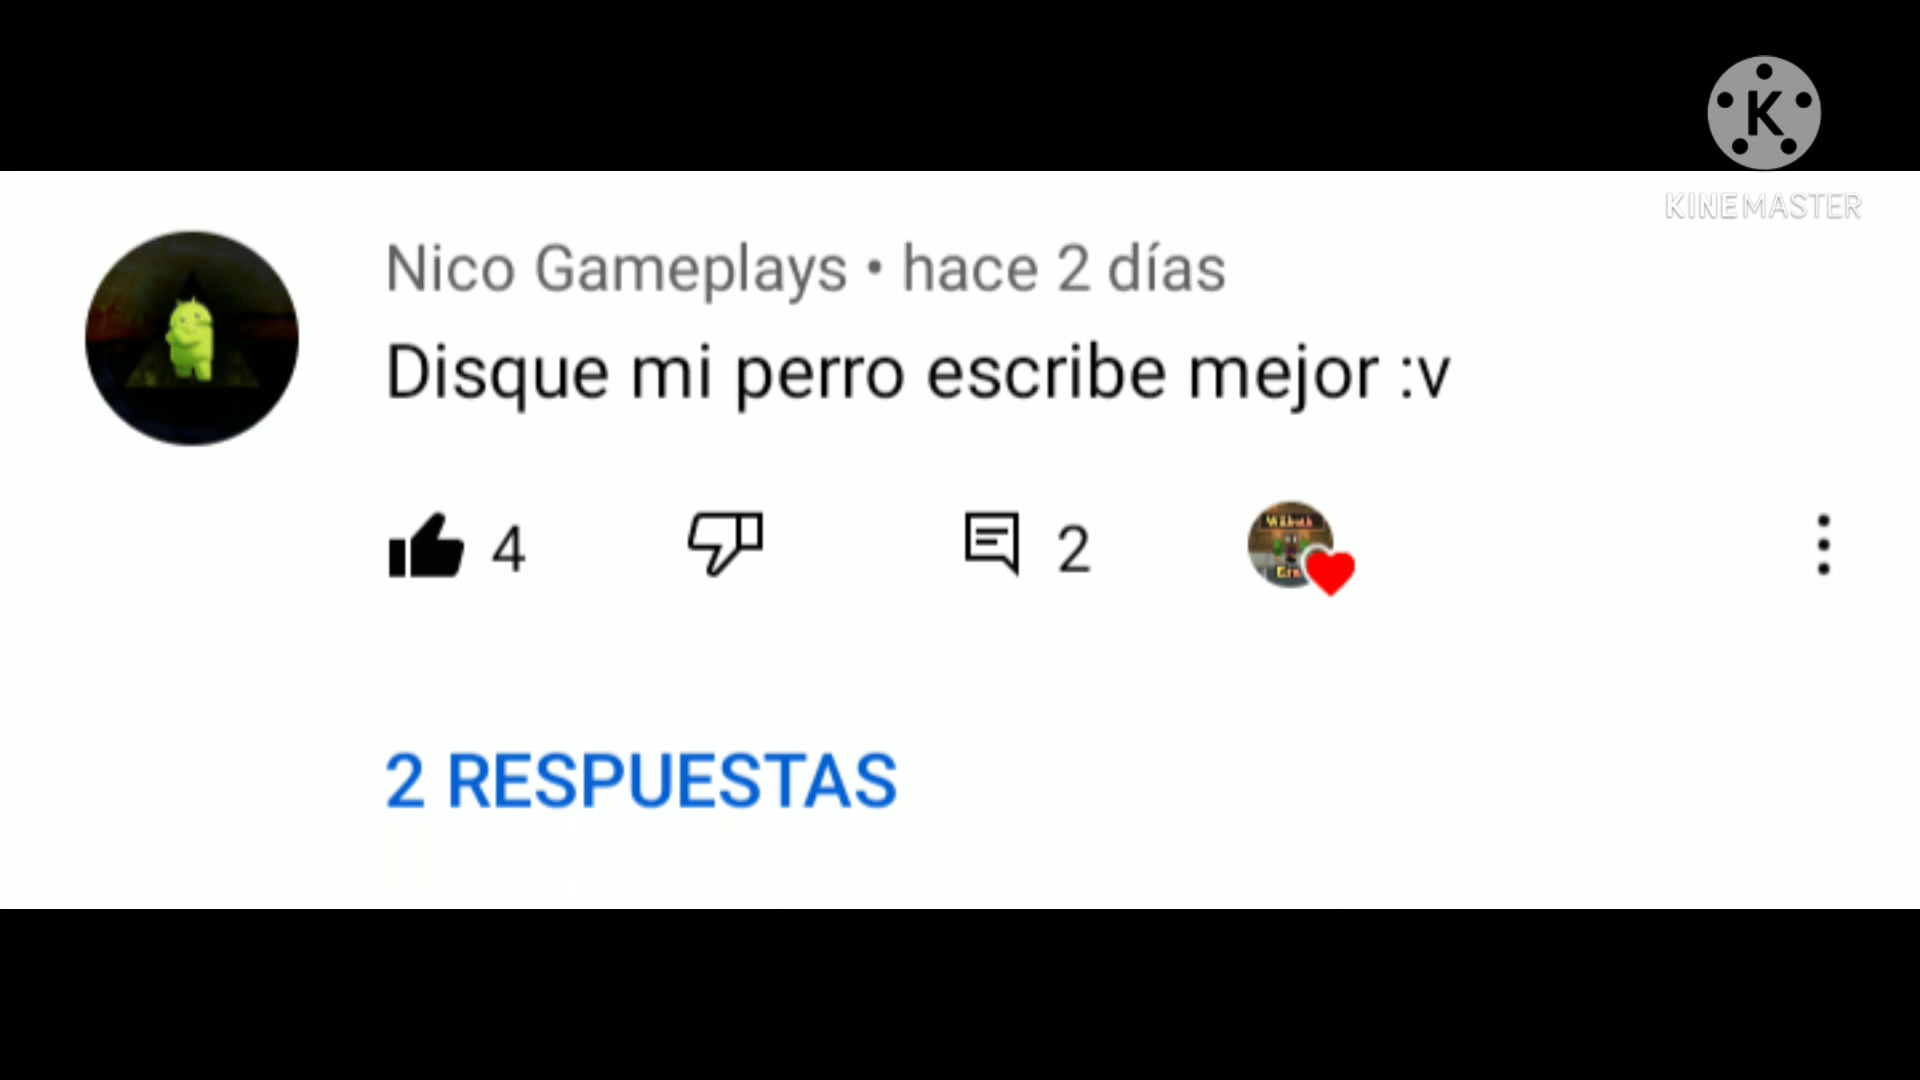 K
KINEMASTER
Nico Gameplays • hace 2 días
Disque mi perro escribe mejor :v
4
2
2 RESPUESTAS